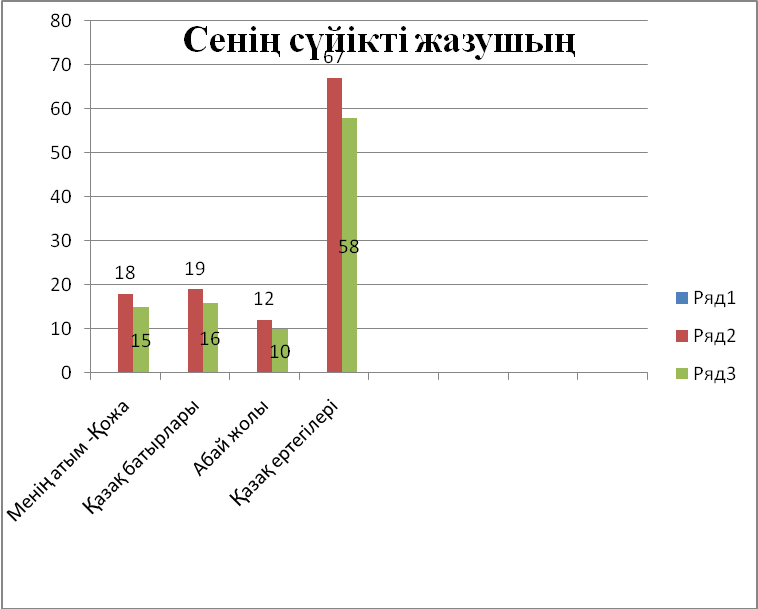 Сенің сүйікті жазушың
80
70
60
50
40
30
20
10
0
18
15
19
16
12
10
67
58
Менің атым -Қожа
Қазақ батырлары
Абай жолы
Қазақ ертегілері
Ряд1
Ряд2
Ряд3